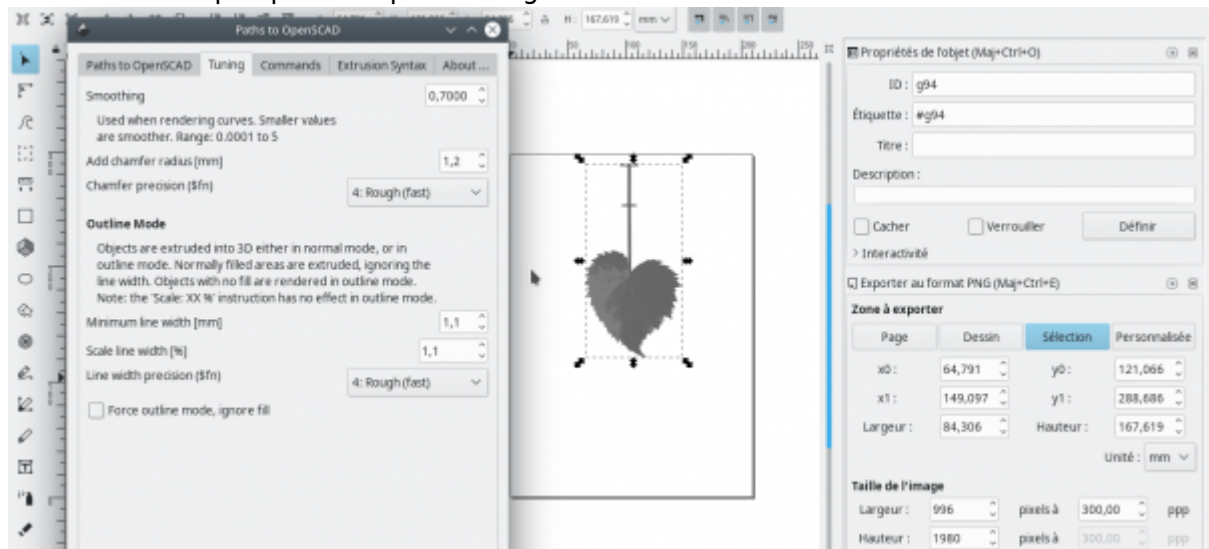 H: 167,619 mm
Paths to OpenSCAD
Paths to OpenSCAD Tuning Commands Extrusion Syntax About ...
Smoothing 0,7000
Used when rendering curves. Smaller values
are smoother. Range: 0.0001 to 5
Add chamfer radius [mm] 1,2
Chamfer precision ($fn) 4: Rough (fast)
Outline Mode
Objects are extruded into 3D either in normal mode, or in
outline mode. Normally filled areas are extruded, ignoring the
line width. Objects with no fill are rendered in outline mode.
Note: the 'Scale: XX %' instruction has no effect in outline mode.
Minimum line width [mm] 1,1
Scale line width [%] 1,1
Line width precision ($fn) 4: Rough (fast)
Force outline mode, ignore fill
50 100 150 200 250
Propriétés de l'objet (Maj+Ctrl+O)
ID : g94
Étiquette : #g94
Titre :
Description :
Cacher Verrouiller Définir
> Interactivité
Exporter au format PNG (Maj+Ctrl+E)
Zone à exporter
Page Dessin Sélection Personnalisée
x0 : 64,791 y0 : 121,066
x1 : 149,097 y1 : 288,686
Largeur : 84,306 Hauteur : 167,619
Unité : mm
Taille de l'image
Largeur : 996 pixels à 300,00 ppp
Hauteur : 1980 pixels à 300,00 ppp